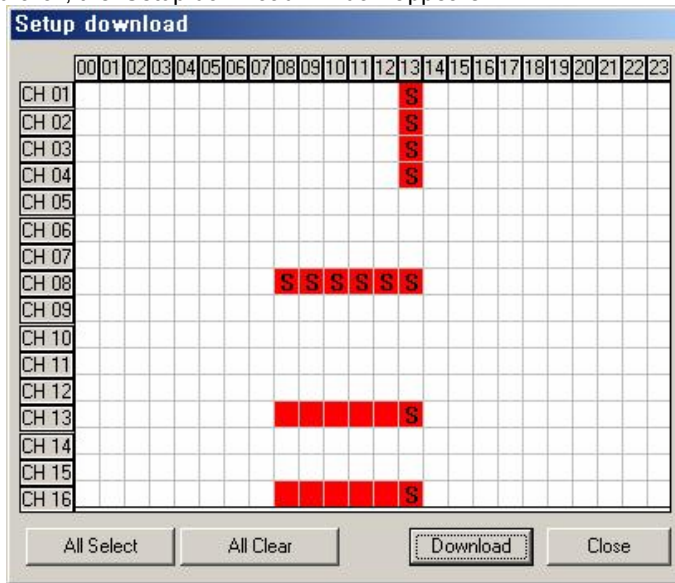 Setup download
00 01 02 03 04 05 06 07 08 09 10 11 12 13 14 15 16 17 18 19 20 21 22 23
CH 01 S
CH 02 S
CH 03 S
CH 04 S
CH 05
CH 06
CH 07
CH 08 S S S S S S
CH 09
CH 10
CH 11
CH 12
CH 13 S
CH 14
CH 15
CH 16 S
All Select All Clear Download Close